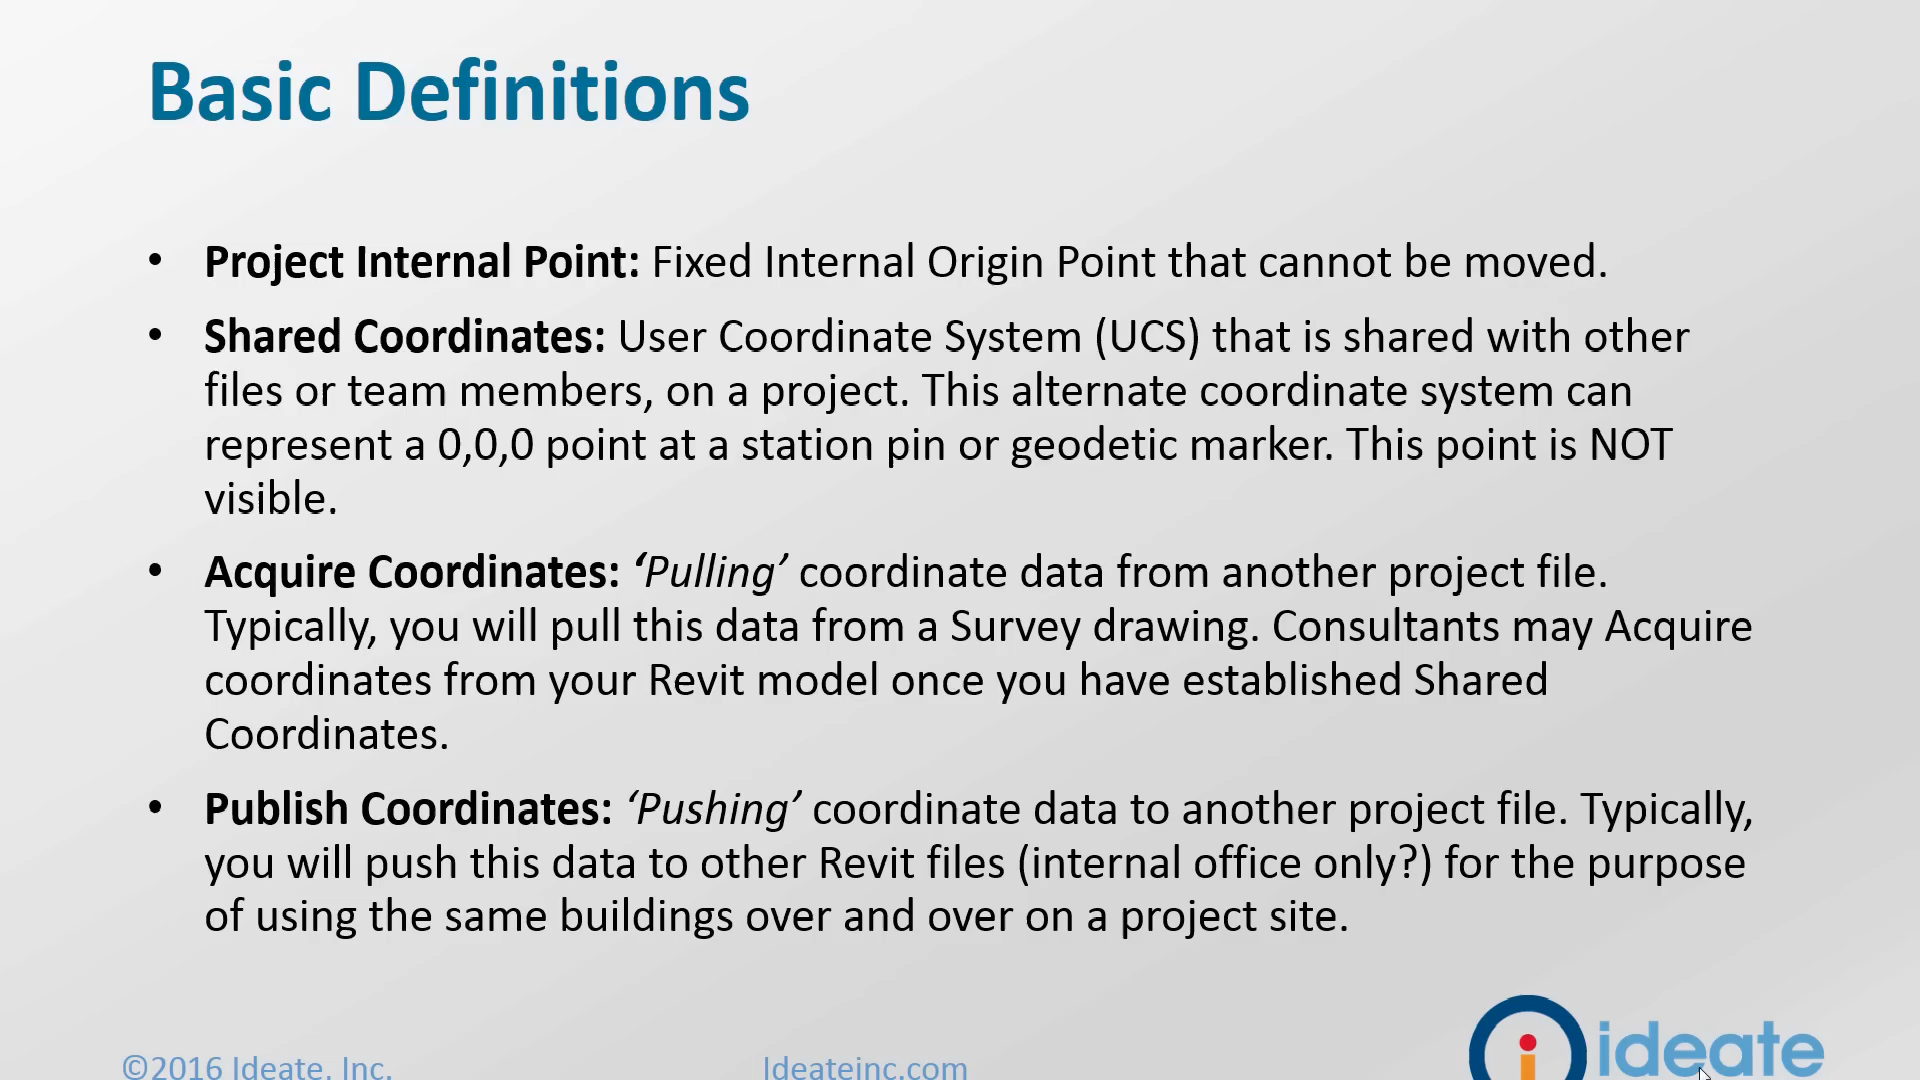 Basic Definitions
• Project Internal Point: Fixed Internal Origin Point that cannot be moved.
• Shared Coordinates: User Coordinate System (UCS) that is shared with other
files or team members, on a project. This alternate coordinate system can
represent a 0,0,0 point at a station pin or geodetic marker. This point is NOT
visible.
• Acquire Coordinates: ‘Pulling’ coordinate data from another project file.
Typically, you will pull this data from a Survey drawing. Consultants may Acquire
coordinates from your Revit model once you have established Shared
Coordinates.
• Publish Coordinates: ‘Pushing’ coordinate data to another project file. Typically,
you will push this data to other Revit files (internal office only?) for the purpose
of using the same buildings over and over on a project site.
©2016 Ideate, Inc.
Ideateinc.com
ideate